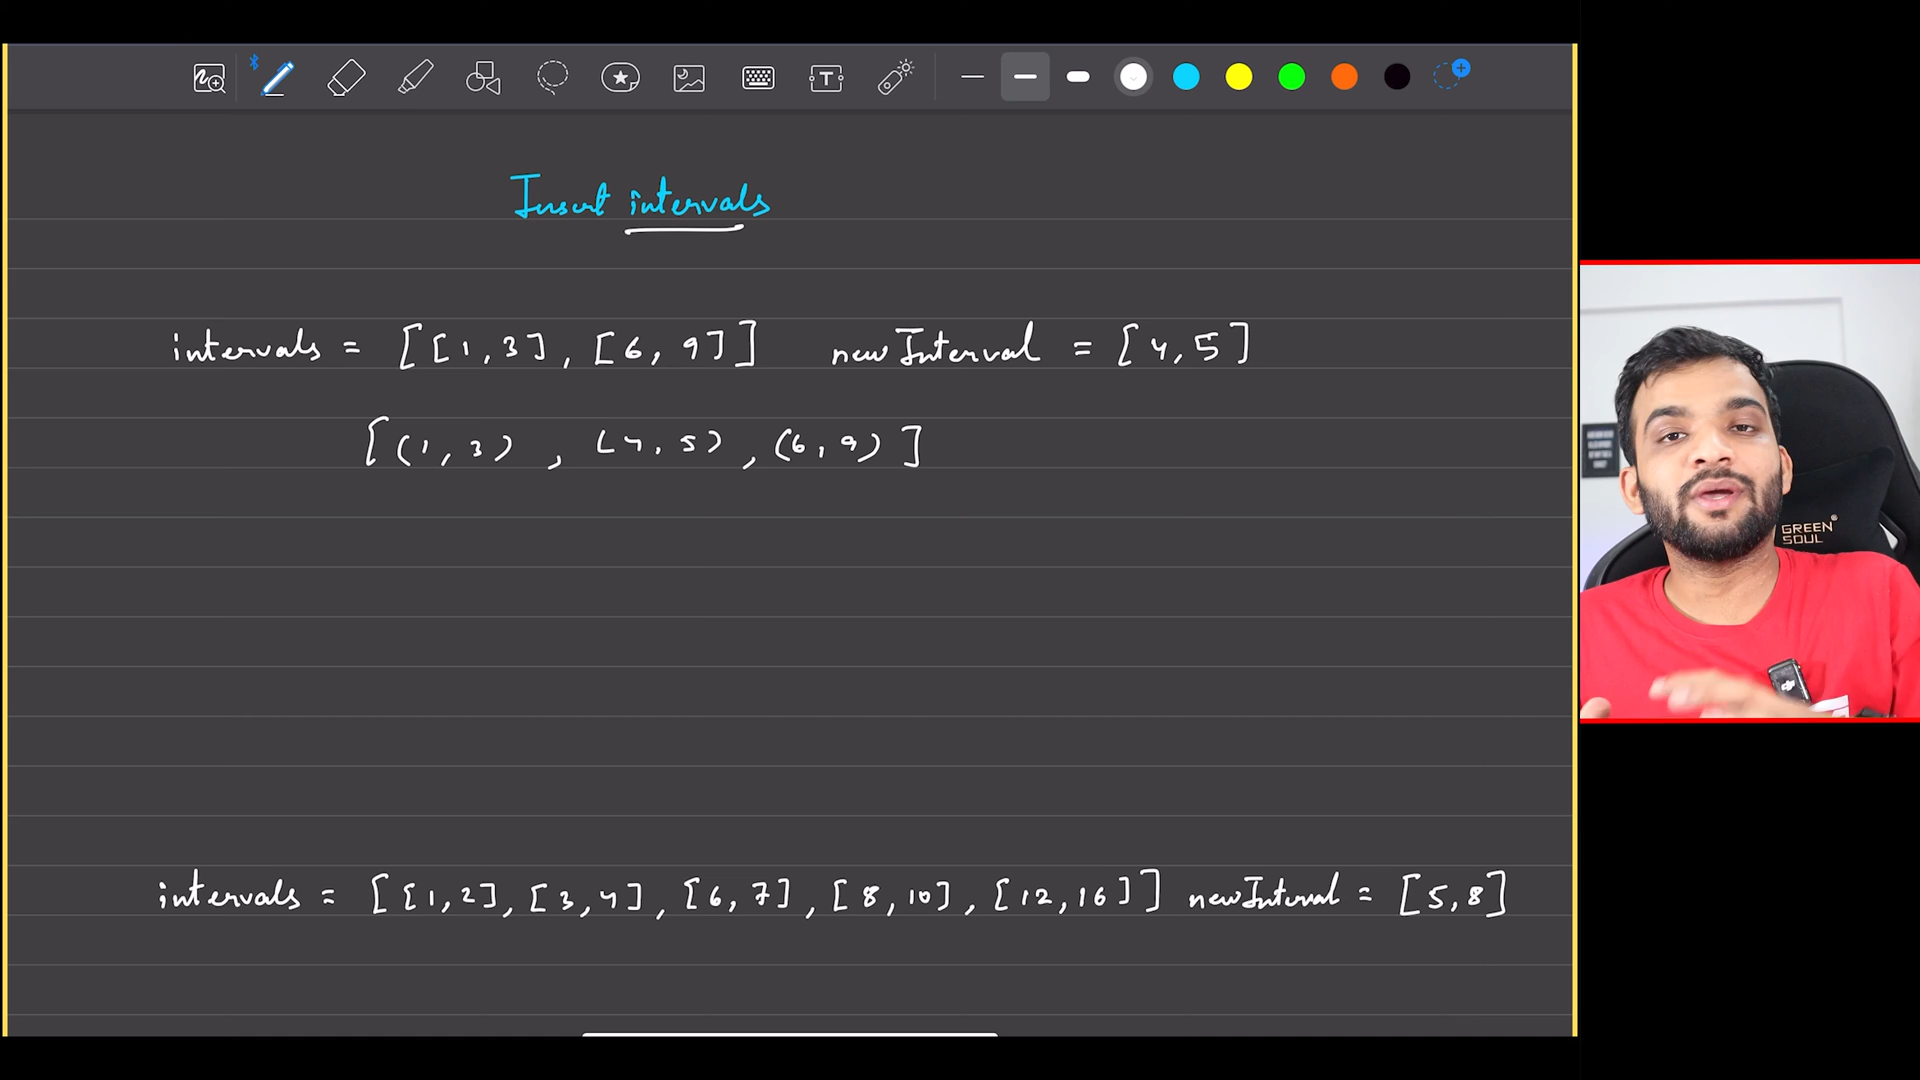 Insert intervals
intervals = [[1,3],[6,9]] newInterval = [4,5]
[(1,3), (4,5), (6,9)]
GREEN SOUL®
intervals = [[1,2],[3,4],[6,7],[8,10],[12,16]] newInterval = [5,8]